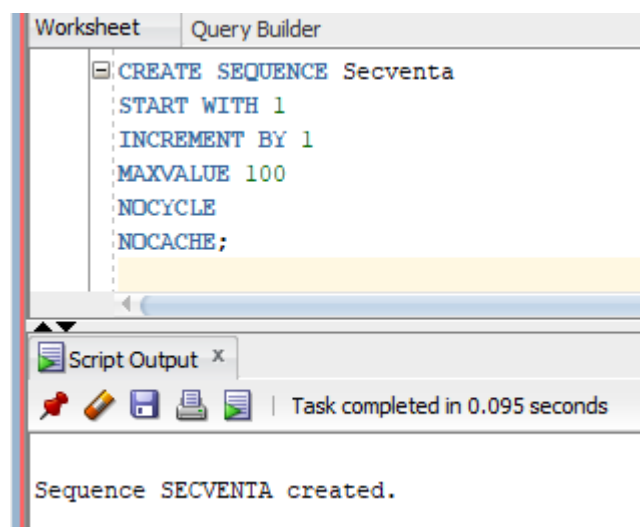 Worksheet Query Builder
CREATE SEQUENCE Secventa
START WITH 1
INCREMENT BY 1
MAXVALUE 100
NOCYCLE
NOCACHE;
Script Output x
Task completed in 0.095 seconds
Sequence SECVENTA created.